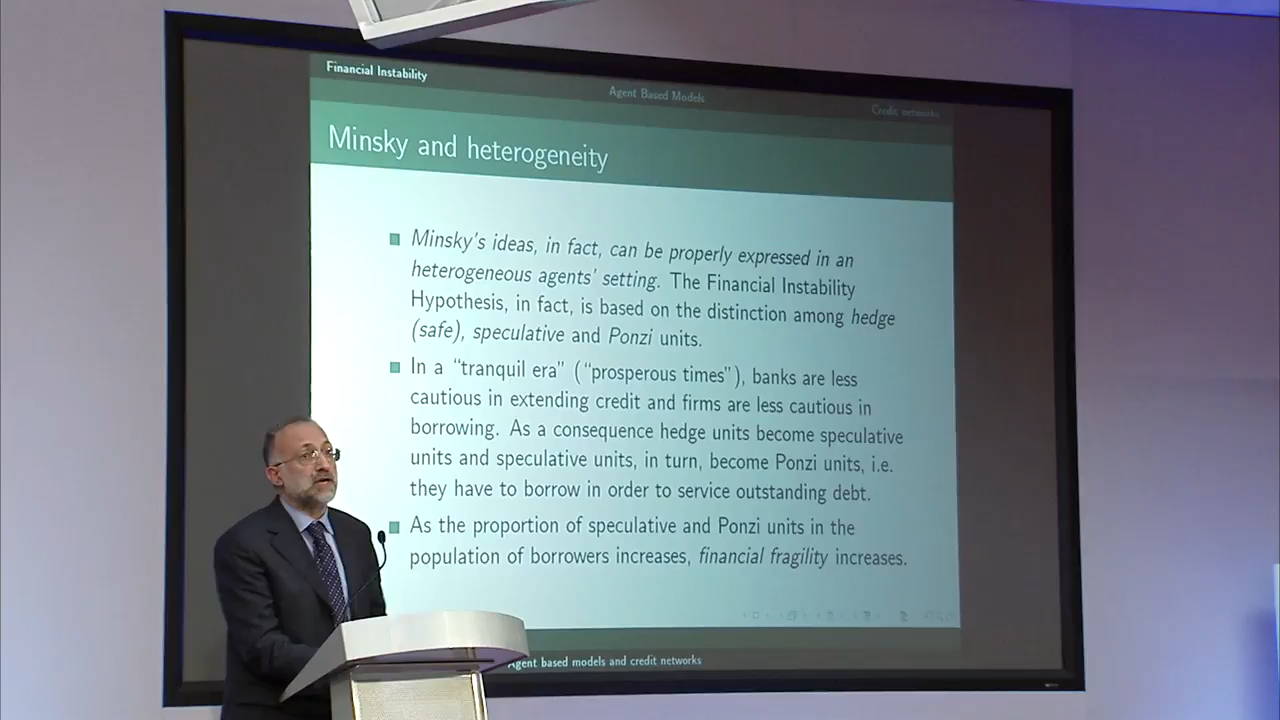 Financial Instability
Agent Based Models
Credit networks
Minsky and heterogeneity
Minsky's ideas, in fact, can be properly expressed in an
heterogeneous agents' setting. The Financial Instability
Hypothesis, in fact, is based on the distinction among hedge
(safe), speculative and Ponzi units.
In a “tranquil era” (“prosperous times”), banks are less
cautious in extending credit and firms are less cautious in
borrowing. As a consequence hedge units become speculative
units and speculative units, in turn, become Ponzi units, i.e.
they have to borrow in order to service outstanding debt.
As the proportion of speculative and Ponzi units in the
population of borrowers increases, financial fragility increases.
Agent based models and credit networks